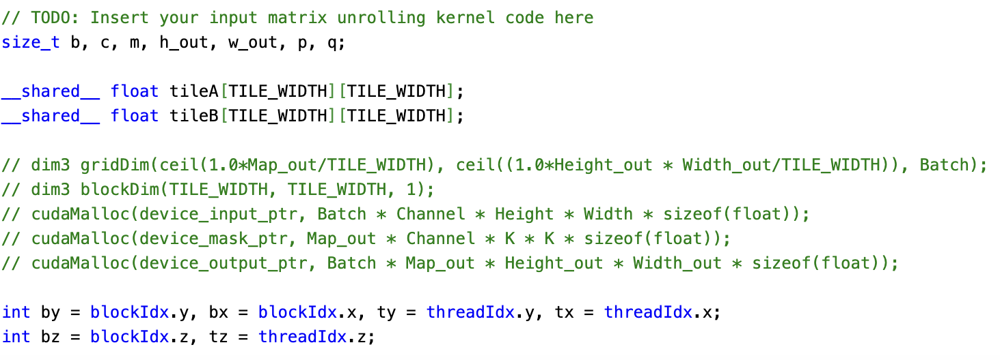 // TODO: Insert your input matrix unrolling kernel code here
size_t b, c, m, h_out, w_out, p, q;
__shared__ float tileA[TILE_WIDTH][TILE_WIDTH];
__shared__ float tileB[TILE_WIDTH][TILE_WIDTH];
// dim3 gridDim(ceil(1.0*Map_out/TILE_WIDTH), ceil((1.0*Height_out * Width_out/TILE_WIDTH)), Batch);
// dim3 blockDim(TILE_WIDTH, TILE_WIDTH, 1);
// cudaMalloc(device_input_ptr, Batch * Channel * Height * Width * sizeof(float));
// cudaMalloc(device_mask_ptr, Map_out * Channel * K * K * sizeof(float));
// cudaMalloc(device_output_ptr, Batch * Map_out * Height_out * Width_out * sizeof(float));
int by = blockIdx.y, bx = blockIdx.x, ty = threadIdx.y, tx = threadIdx.x;
int bz = blockIdx.z, tz = threadIdx.z;